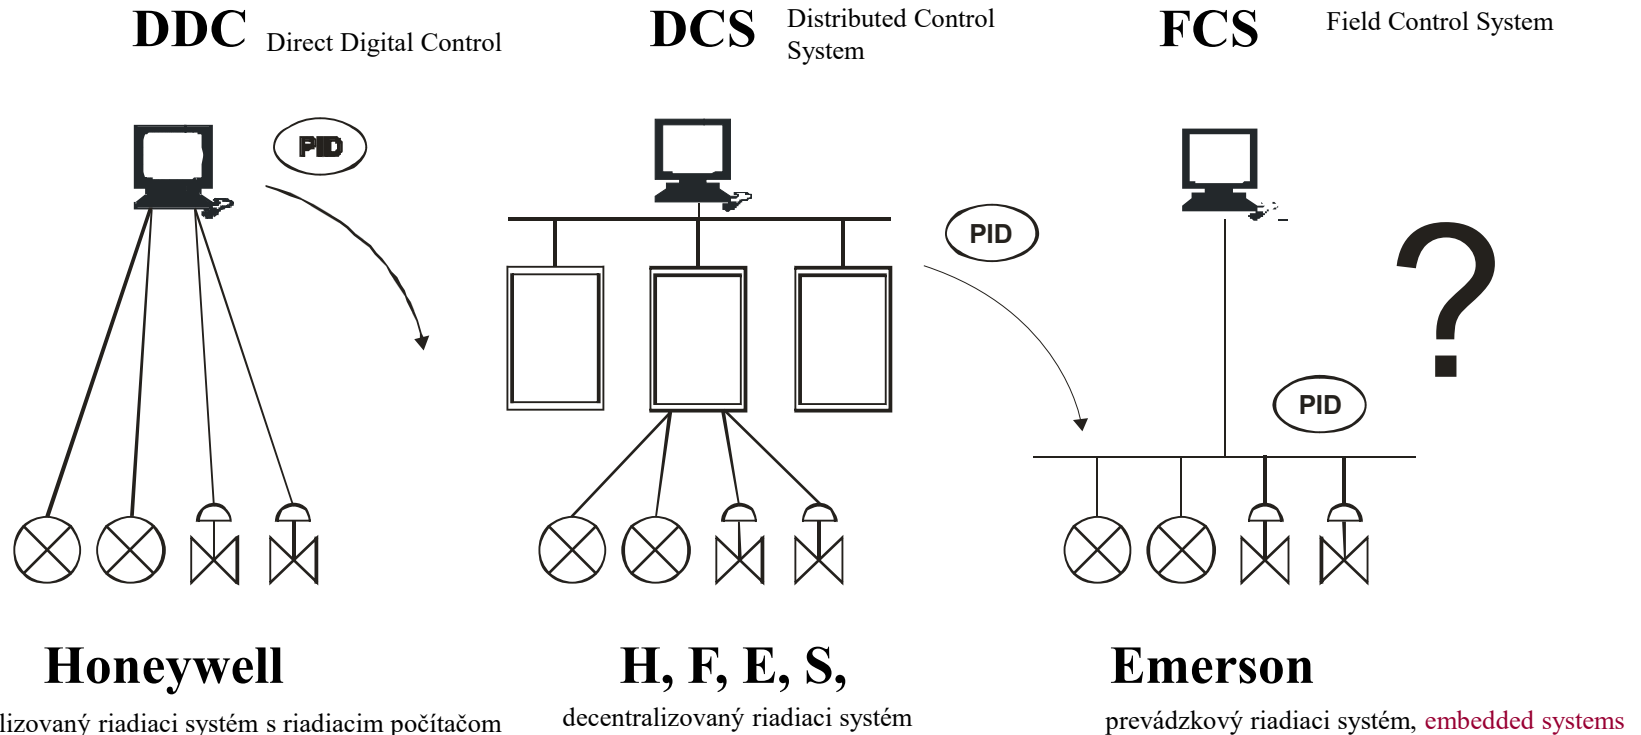 DDC Direct Digital Control
DCS Distributed Control
System
FCS Field Control System
PID
PID
?
PID
Honeywell
H, F, E, S,
Emerson
lizovaný riadiaci systém s riadiacim počítačom
decentralizovaný riadiaci systém
prevádzkový riadiaci systém, embedded systems